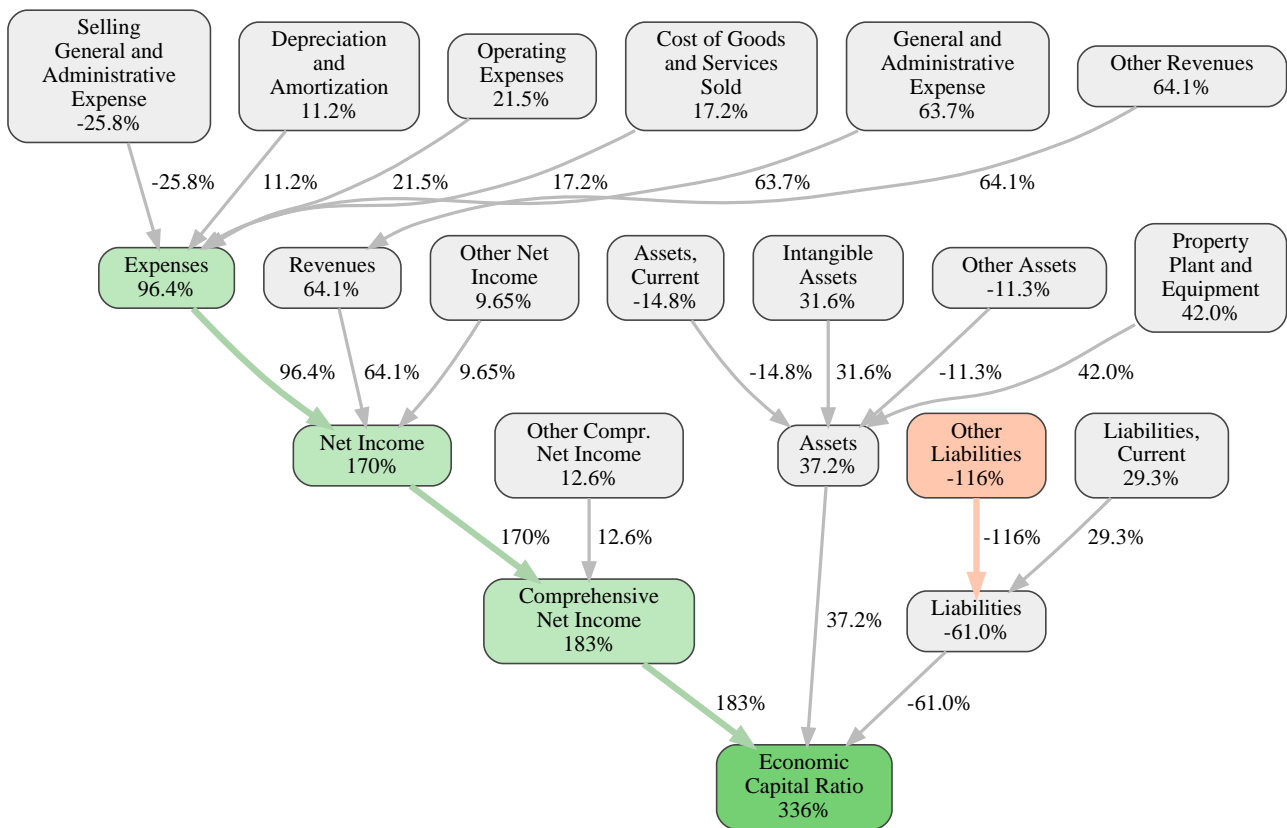 Selling
General and
Administrative
Expense
-25.8%
Depreciation
and
Amortization
11.2%
Operating
Expenses
21.5%
Cost of Goods
and Services
Sold
17.2%
General and
Administrative
Expense
63.7%
Other Revenues
64.1%
-25.8%
11.2%
21.5%
17.2%
63.7%
64.1%
Expenses
96.4%
Revenues
64.1%
Other Net
Income
9.65%
Assets,
Current
-14.8%
Intangible
Assets
31.6%
Other Assets
-11.3%
Property
Plant and
Equipment
42.0%
96.4%
64.1%
9.65%
-14.8%
31.6%
-11.3%
42.0%
Net Income
170%
Other Compr.
Net Income
12.6%
Assets
37.2%
Other
Liabilities
-116%
Liabilities,
Current
29.3%
170%
12.6%
-116%
29.3%
Comprehensive
Net Income
183%
37.2%
Liabilities
-61.0%
183%
-61.0%
Economic
Capital Ratio
336%